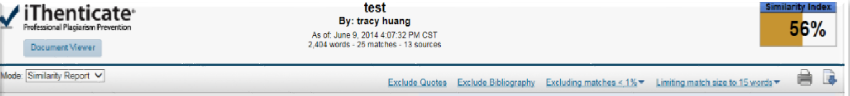 iThenticate®
Professional Plagiarism Prevention
Document Viewer
test
By: tracy huang
As of: June 9, 2014 4:07:32 PM CST
2,404 words - 25 matches - 13 sources
Similarity Index
56%
Mode: Similarity Report
Exclude Quotes Exclude Bibliography Excluding matches < 1% Limiting match size to 15 words